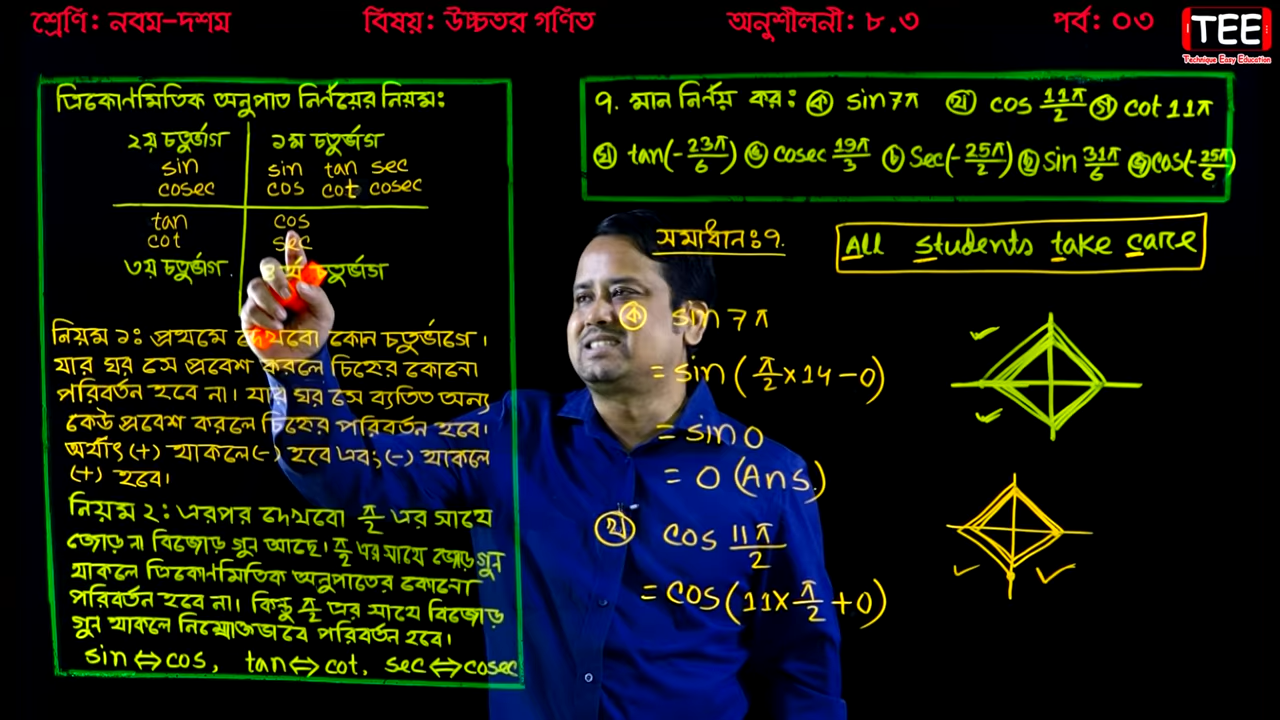 শ্রেণি: নবম-দশম বিষয়: উচ্চতর গণিত অনুশীলনী: ৮.৩ পর্ব: ০৩
TEE
Technique Easy Education
ত্রিকোণমিতিক অনুপাত নির্ণয়ের নিয়ম:
২য় চতুর্ভাগ ১ম চতুর্ভাগ
sin sin tan sec
cosec cos cot cosec
tan cos
cot sec
৩য় চতুর্ভাগ. ৪র্থ চতুর্ভাগ
নিয়ম ১: প্রথমে দেখবো কোন চতুর্ভাগে।
যার ঘর সে প্রবেশ করলে চিহ্নের কোনো
পরিবর্তন হবে না। যার ঘর সে ব্যতিত অন্য
কেউ প্রবেশ করলে চিহ্নের পরিবর্তন হবে।
অর্থাৎ (+) থাকলে (-) হবে এবং (-) থাকলে
(+) হবে।
নিয়ম ২: এরপর দেখবো π/2 এর সাথে
জোড় না বিজোড় গুন আছে। π/2 এর সাথে জোড় গুন
থাকলে ত্রিকোণমিতিক অনুপাতের কোনো
পরিবর্তন হবে না। কিন্তু π/2 এর সাথে বিজোড়
গুন থাকলে নিম্নোক্তভাবে পরিবর্তন হবে।
sin⇔cos, tan⇔cot, sec⇔cosec
৭. মান নির্ণয় কর: ক sin 7π খ cos 11π/2 গ cot 11π
ঘ tan(-23π/6) ঙ cosec 19π/3 চ Sec(-25π/2) ছ sin 31π/6 জ cos(-25π/6)
সমাধান: ৭.
All students take care
ক sin 7π
= sin (π/2×14-0)
= sin 0
= 0 (Ans.)
খ cos 11π/2
= cos (11×π/2+0)